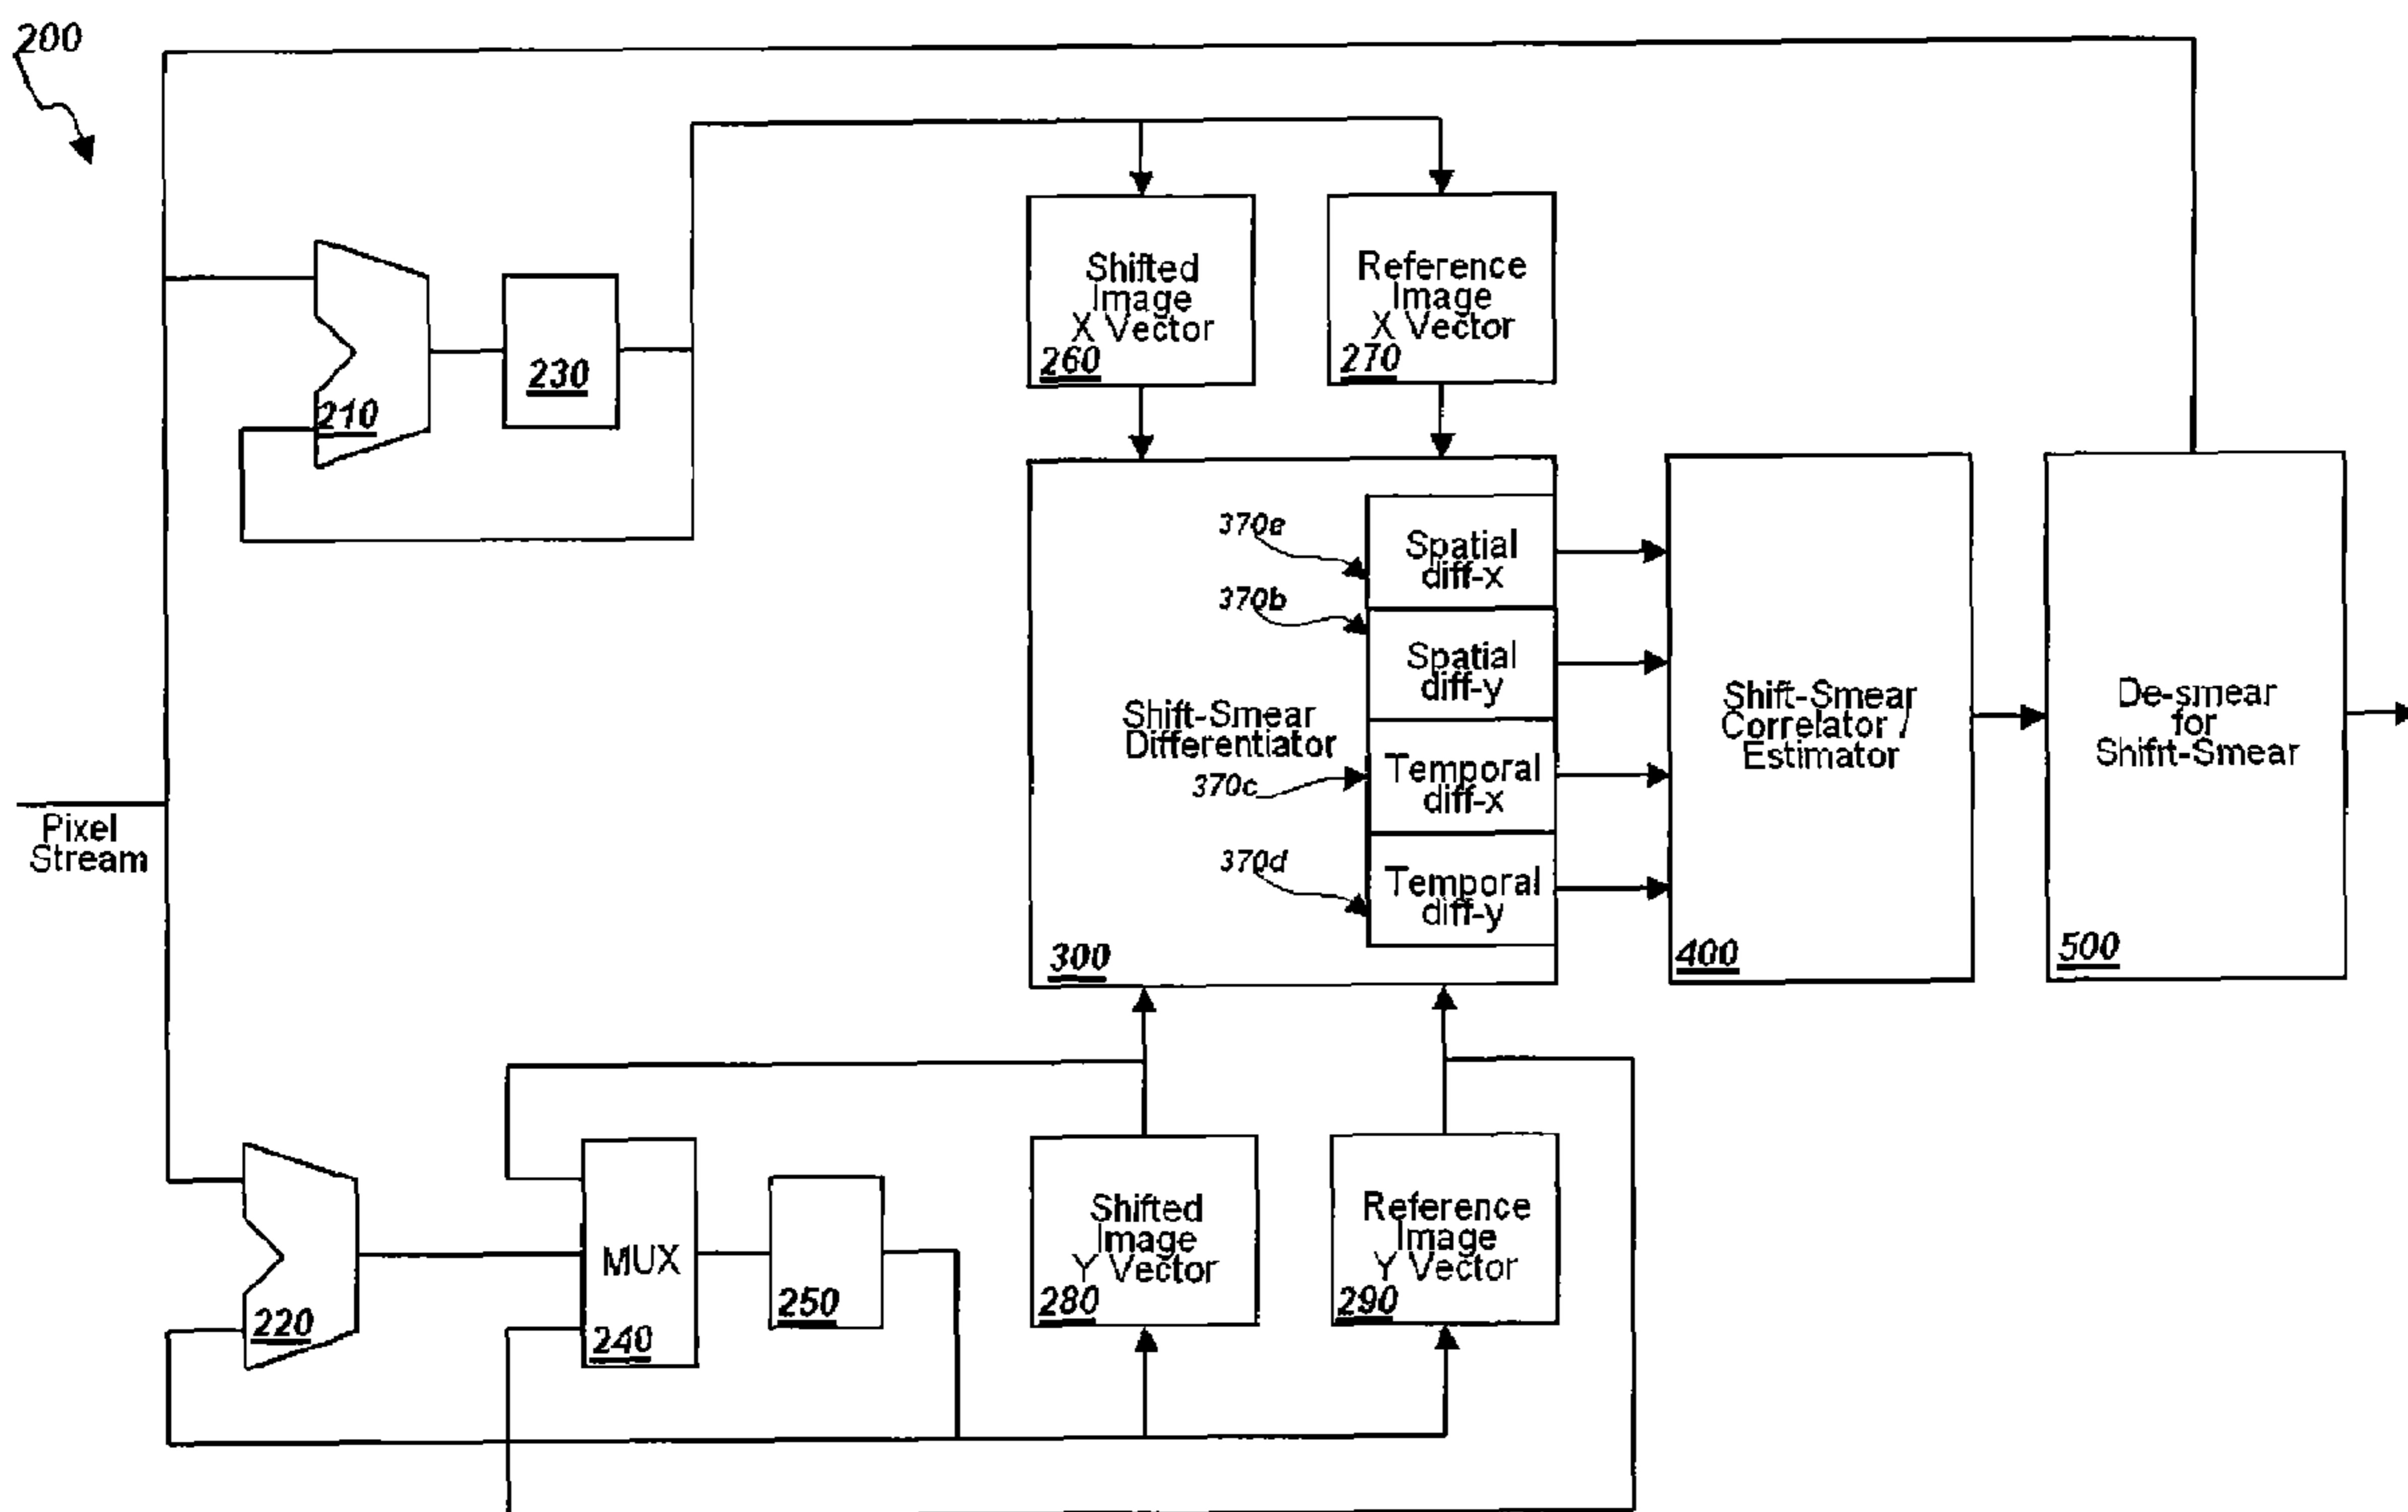 200
Shifted
Image
X Vector
260
Reference
Image
X Vector
270
210
230
370e
Spatial
diff-x
370b
Spatial
diff-y
Shift-Smear
Differentiator
370c
Temporal
diff-x
370d
Temporal
diff-y
300
Shift-Smear
Correlator /
Estimator
400
De-smear
for
Shifrt-Smear
500
Pixel
Stream
220
MUX
240
250
Shifted
Image
Y Vector
280
Reference
Image
Y Vector
290